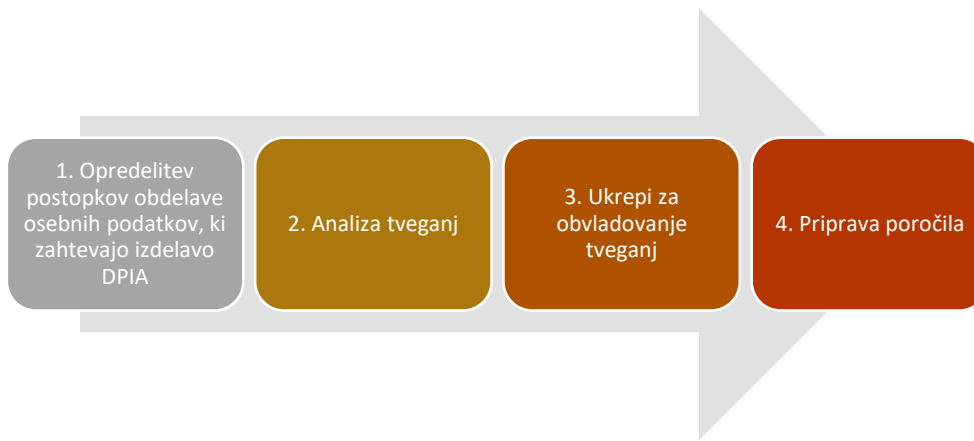 1. Opredelitev
postopkov obdelave
osebnih podatkov, ki
zahtevajo izdelavo
DPIA
2. Analiza tveganj
3. Ukrepi za
obvladovanje
tveganj
4. Priprava poročila